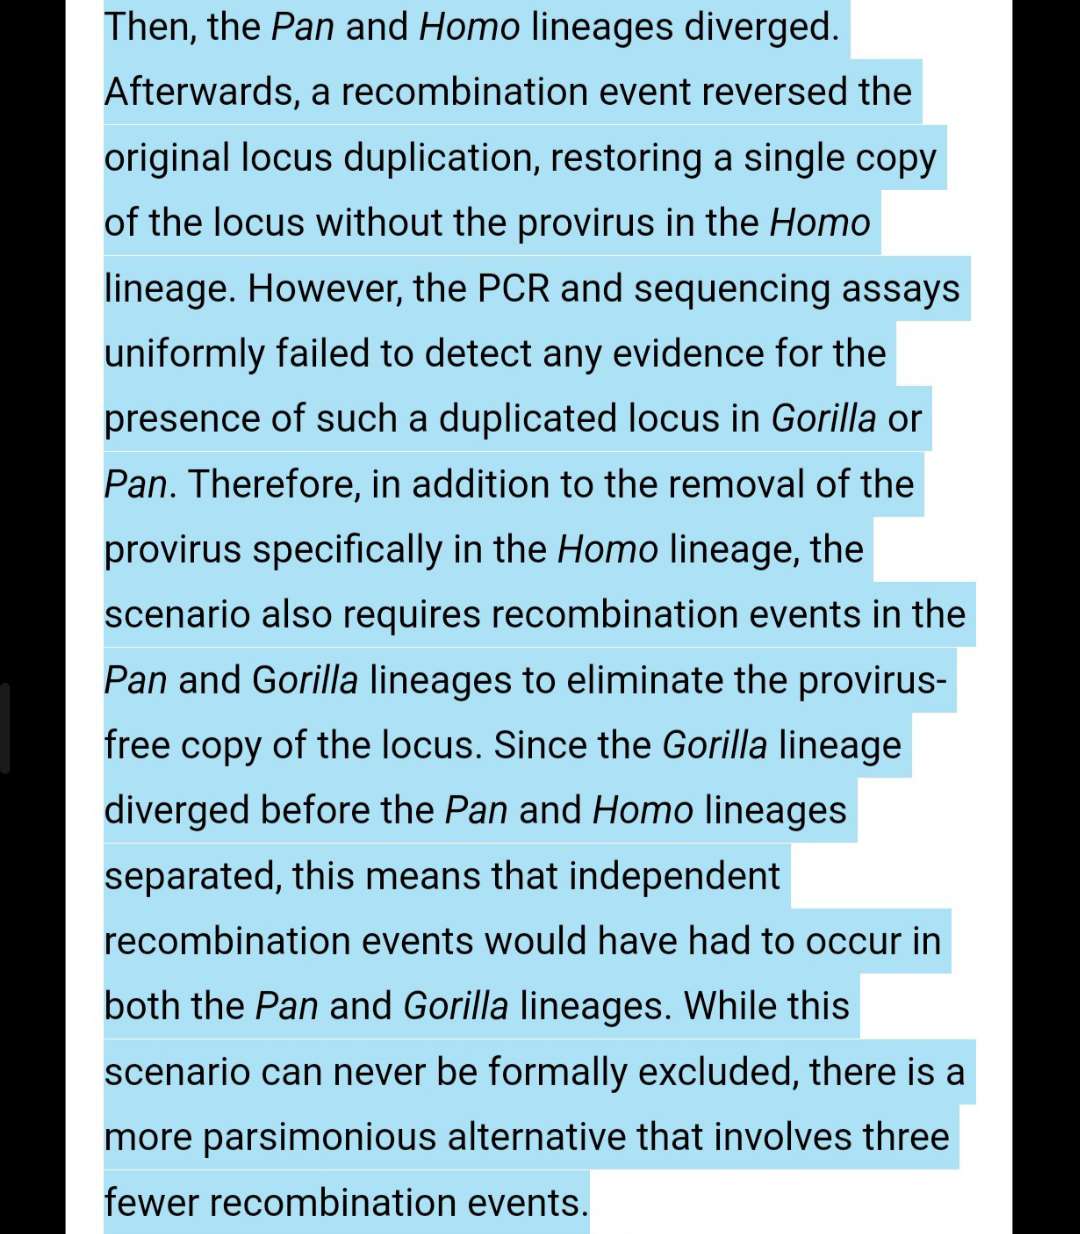 Then, the Pan and Homo lineages diverged.
Afterwards, a recombination event reversed the
original locus duplication, restoring a single copy
of the locus without the provirus in the Homo
lineage. However, the PCR and sequencing assays
uniformly failed to detect any evidence for the
presence of such a duplicated locus in Gorilla or
Pan. Therefore, in addition to the removal of the
provirus specifically in the Homo lineage, the
scenario also requires recombination events in the
Pan and Gorilla lineages to eliminate the provirus-
free copy of the locus. Since the Gorilla lineage
diverged before the Pan and Homo lineages
separated, this means that independent
recombination events would have had to occur in
both the Pan and Gorilla lineages. While this
scenario can never be formally excluded, there is a
more parsimonious alternative that involves three
fewer recombination events.